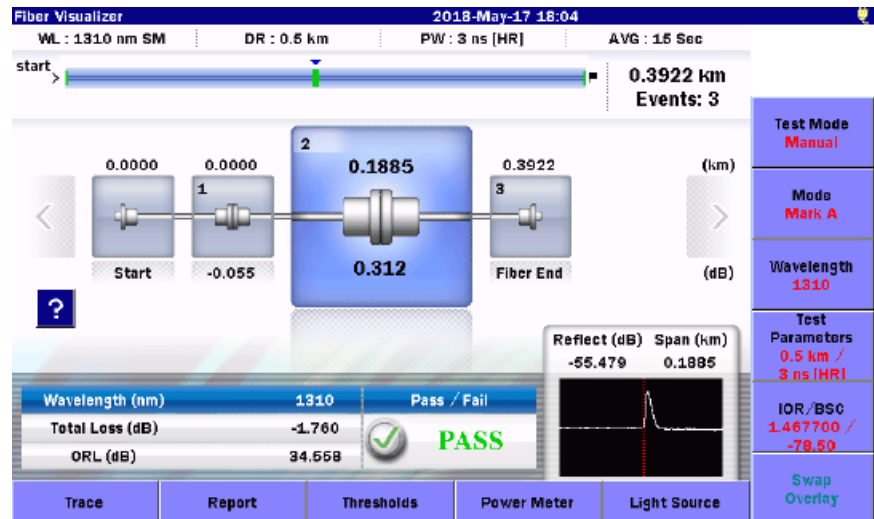 Fiber Visualizer 2018-May-17 18:04
WL : 1310 nm SM DR : 0.5 km PW : 3 ns [HR] AVG : 15 Sec
start
0.3922 km
Events: 3
0.0000 0.0000 2 0.1885 0.3922 (km)
1 3
Start -0.055 0.312 Fiber End (dB)
?
Reflect (dB) Span (km)
-55.479 0.1885
Wavelength (nm) 1310 Pass / Fail
Total Loss (dB) -1.760 PASS
ORL (dB) 34.558
Trace Report Thresholds Power Meter Light Source
Test Mode
Manual
Mode
Mark A
Wavelength
1310
Test
Parameters
0.5 km /
3 ns [HR]
IOR/BSC
1.467700 /
-78.50
Swap
Overlay